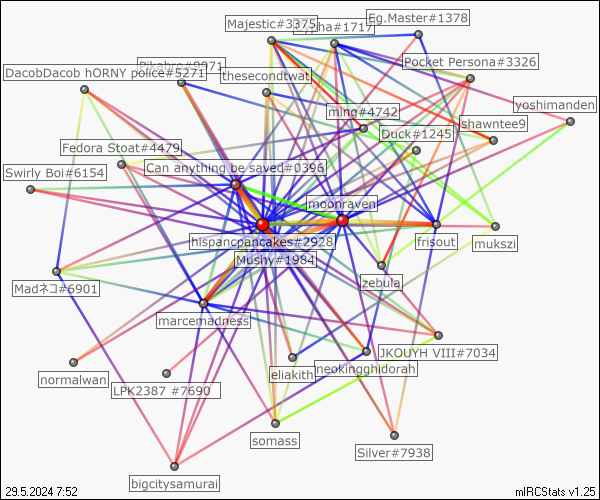 Majestic#3375
#1717
Eg.Master#1378
Pocket Persona#3326
DacobDacob hORNY police#5271
thesecondtwat
yoshimanden
ming#4742
shawntee9
Duck#1245
Fedora Stoat#4479
Swirly Boi#6154
Can anything be saved#0396
moonraven
hispancpancakes#2928
frisout
mukszi
Mushy#1984
zebula
Madネコ#6901
marcemadness
JKOUYH VIII#7034
normalwan
LPK2387 #7690
eliakith
neokingghidorah
somass
Silver#7938
bigcitysamurai
29.5.2024 7:52
mIRCStats v1.25